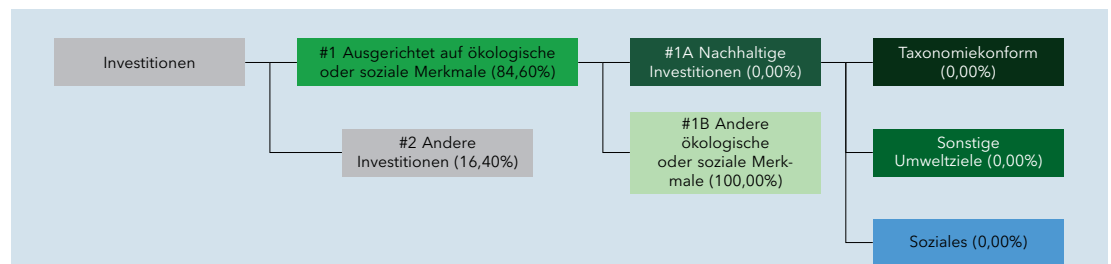 Investitionen
#1 Ausgerichtet auf ökologische
oder soziale Merkmale (84,60%)
#2 Andere
Investitionen (16,40%)
#1A Nachhaltige
Investitionen (0,00%)
#1B Andere
ökologische
oder soziale Merk-
male (100,00%)
Taxonomiekonform
(0,00%)
Sonstige
Umweltziele (0,00%)
Soziales (0,00%)